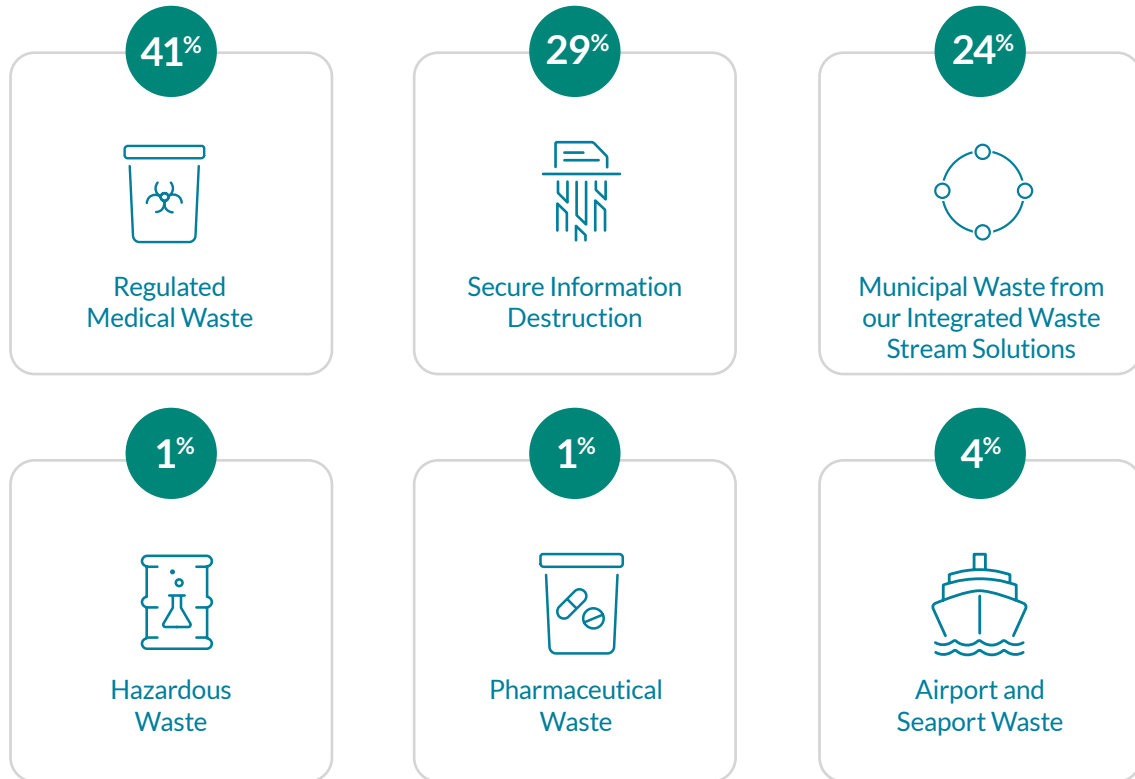 41%
Regulated
Medical Waste
29%
Secure Information
Destruction
24%
Municipal Waste from
our Integrated Waste
Stream Solutions
1%
Hazardous
Waste
1%
Pharmaceutical
Waste
4%
Airport and
Seaport Waste